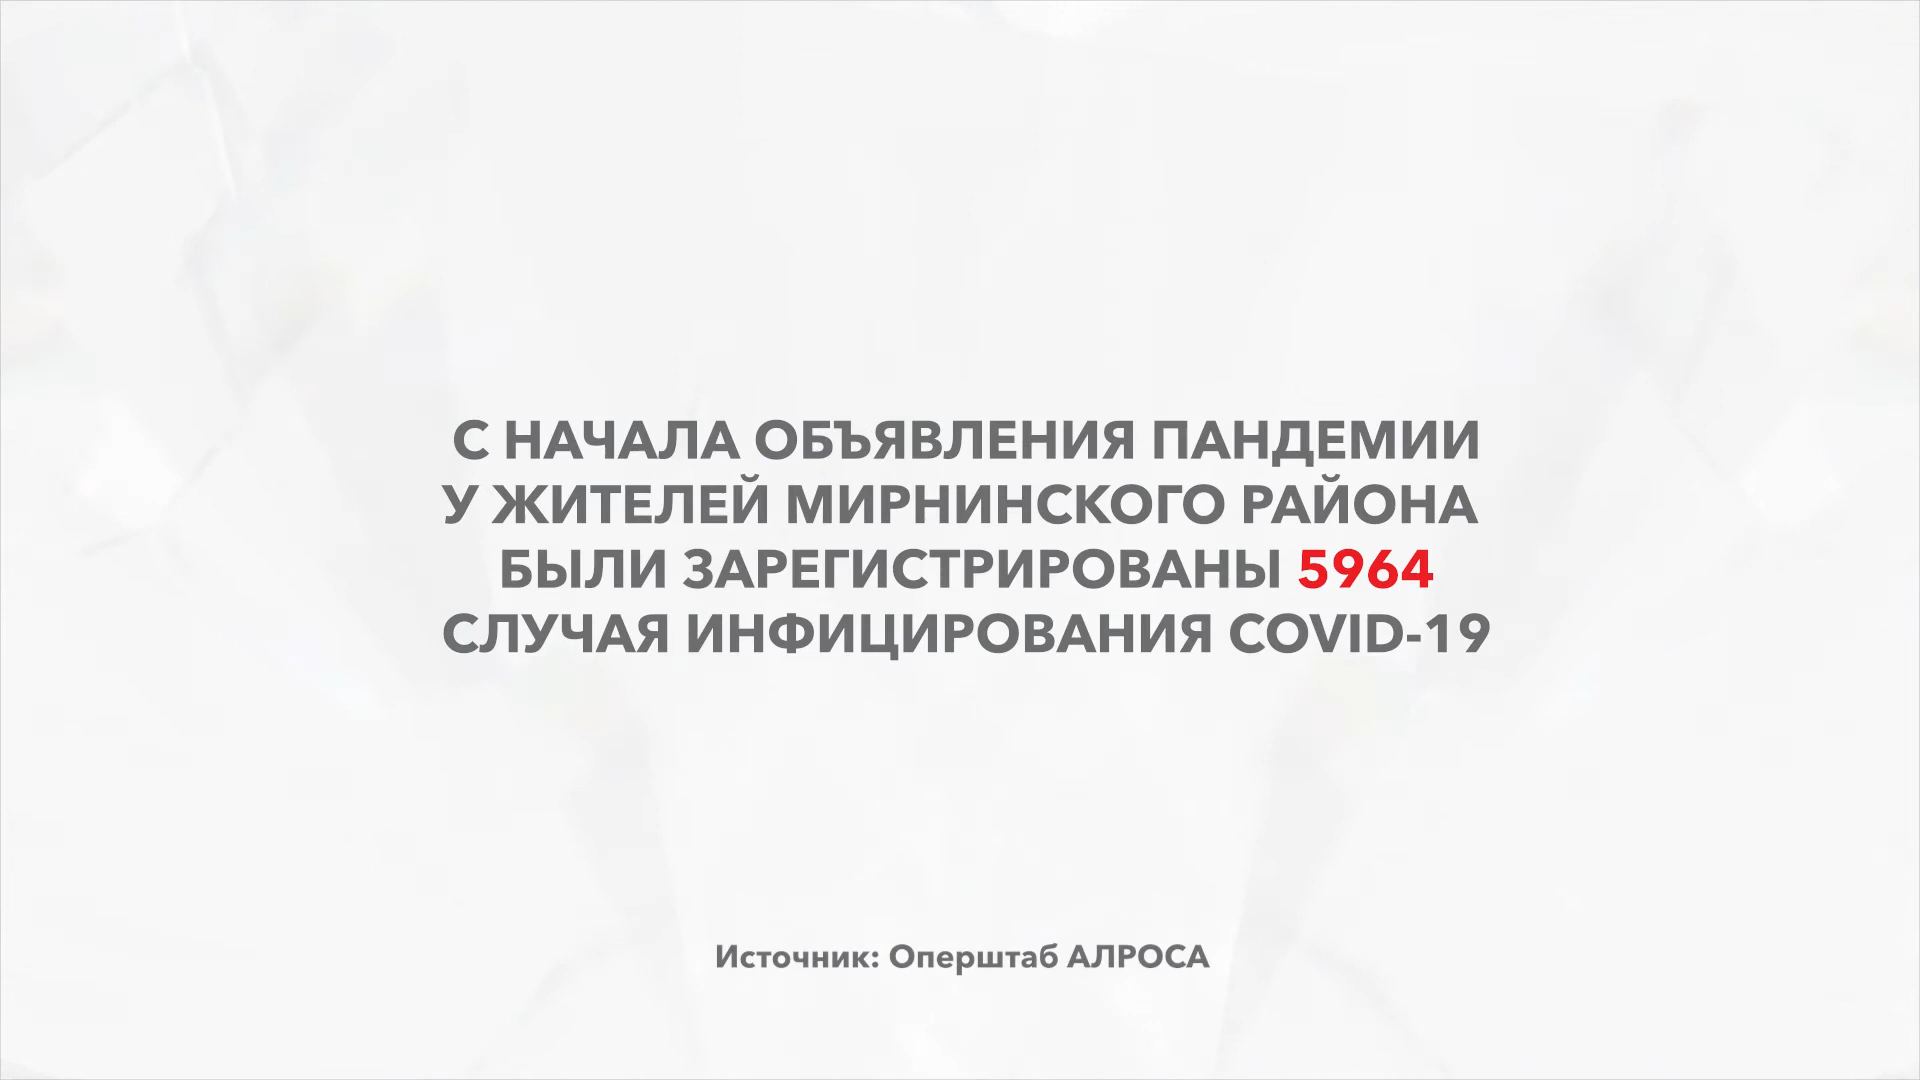 С НАЧАЛА ОБЪЯВЛЕНИЯ ПАНДЕМИИ
У ЖИТЕЛЕЙ МИРНИНСКОГО РАЙОНА
БЫЛИ ЗАРЕГИСТРИРОВАНЫ 5964
СЛУЧАЯ ИНФИЦИРОВАНИЯ COVID-19
Источник: Оперштаб АЛРОСА